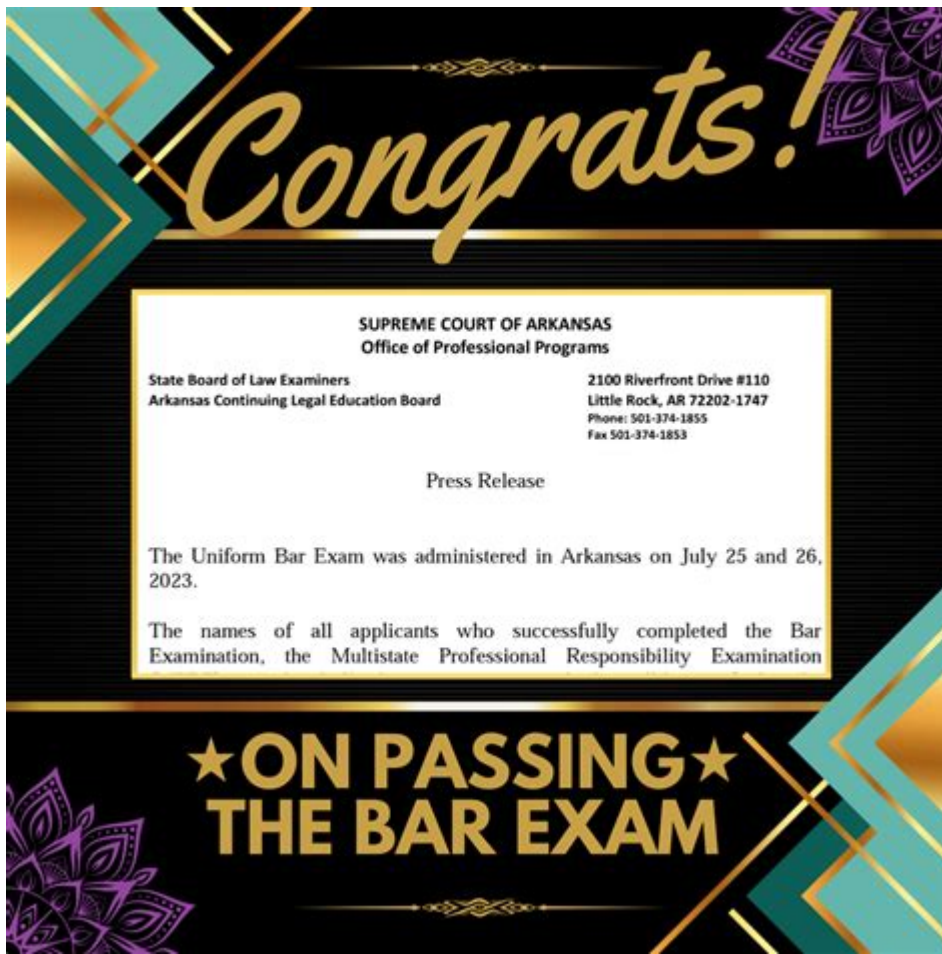 Congrats!
SUPREME COURT OF ARKANSAS
Office of Professional Programs
State Board of Law Examiners
Arkansas Continuing Legal Education Board
2100 Riverfront Drive #110
Little Rock, AR 72202-1747
Phone: 501-374-1855
Fax 501-374-1853
Press Release
The Uniform Bar Exam was administered in Arkansas on July 25 and 26,
2023.
The names of all applicants who successfully completed the Bar
Examination, the Multistate Professional Responsibility Examination
★ON PASSING★
THE BAR EXAM